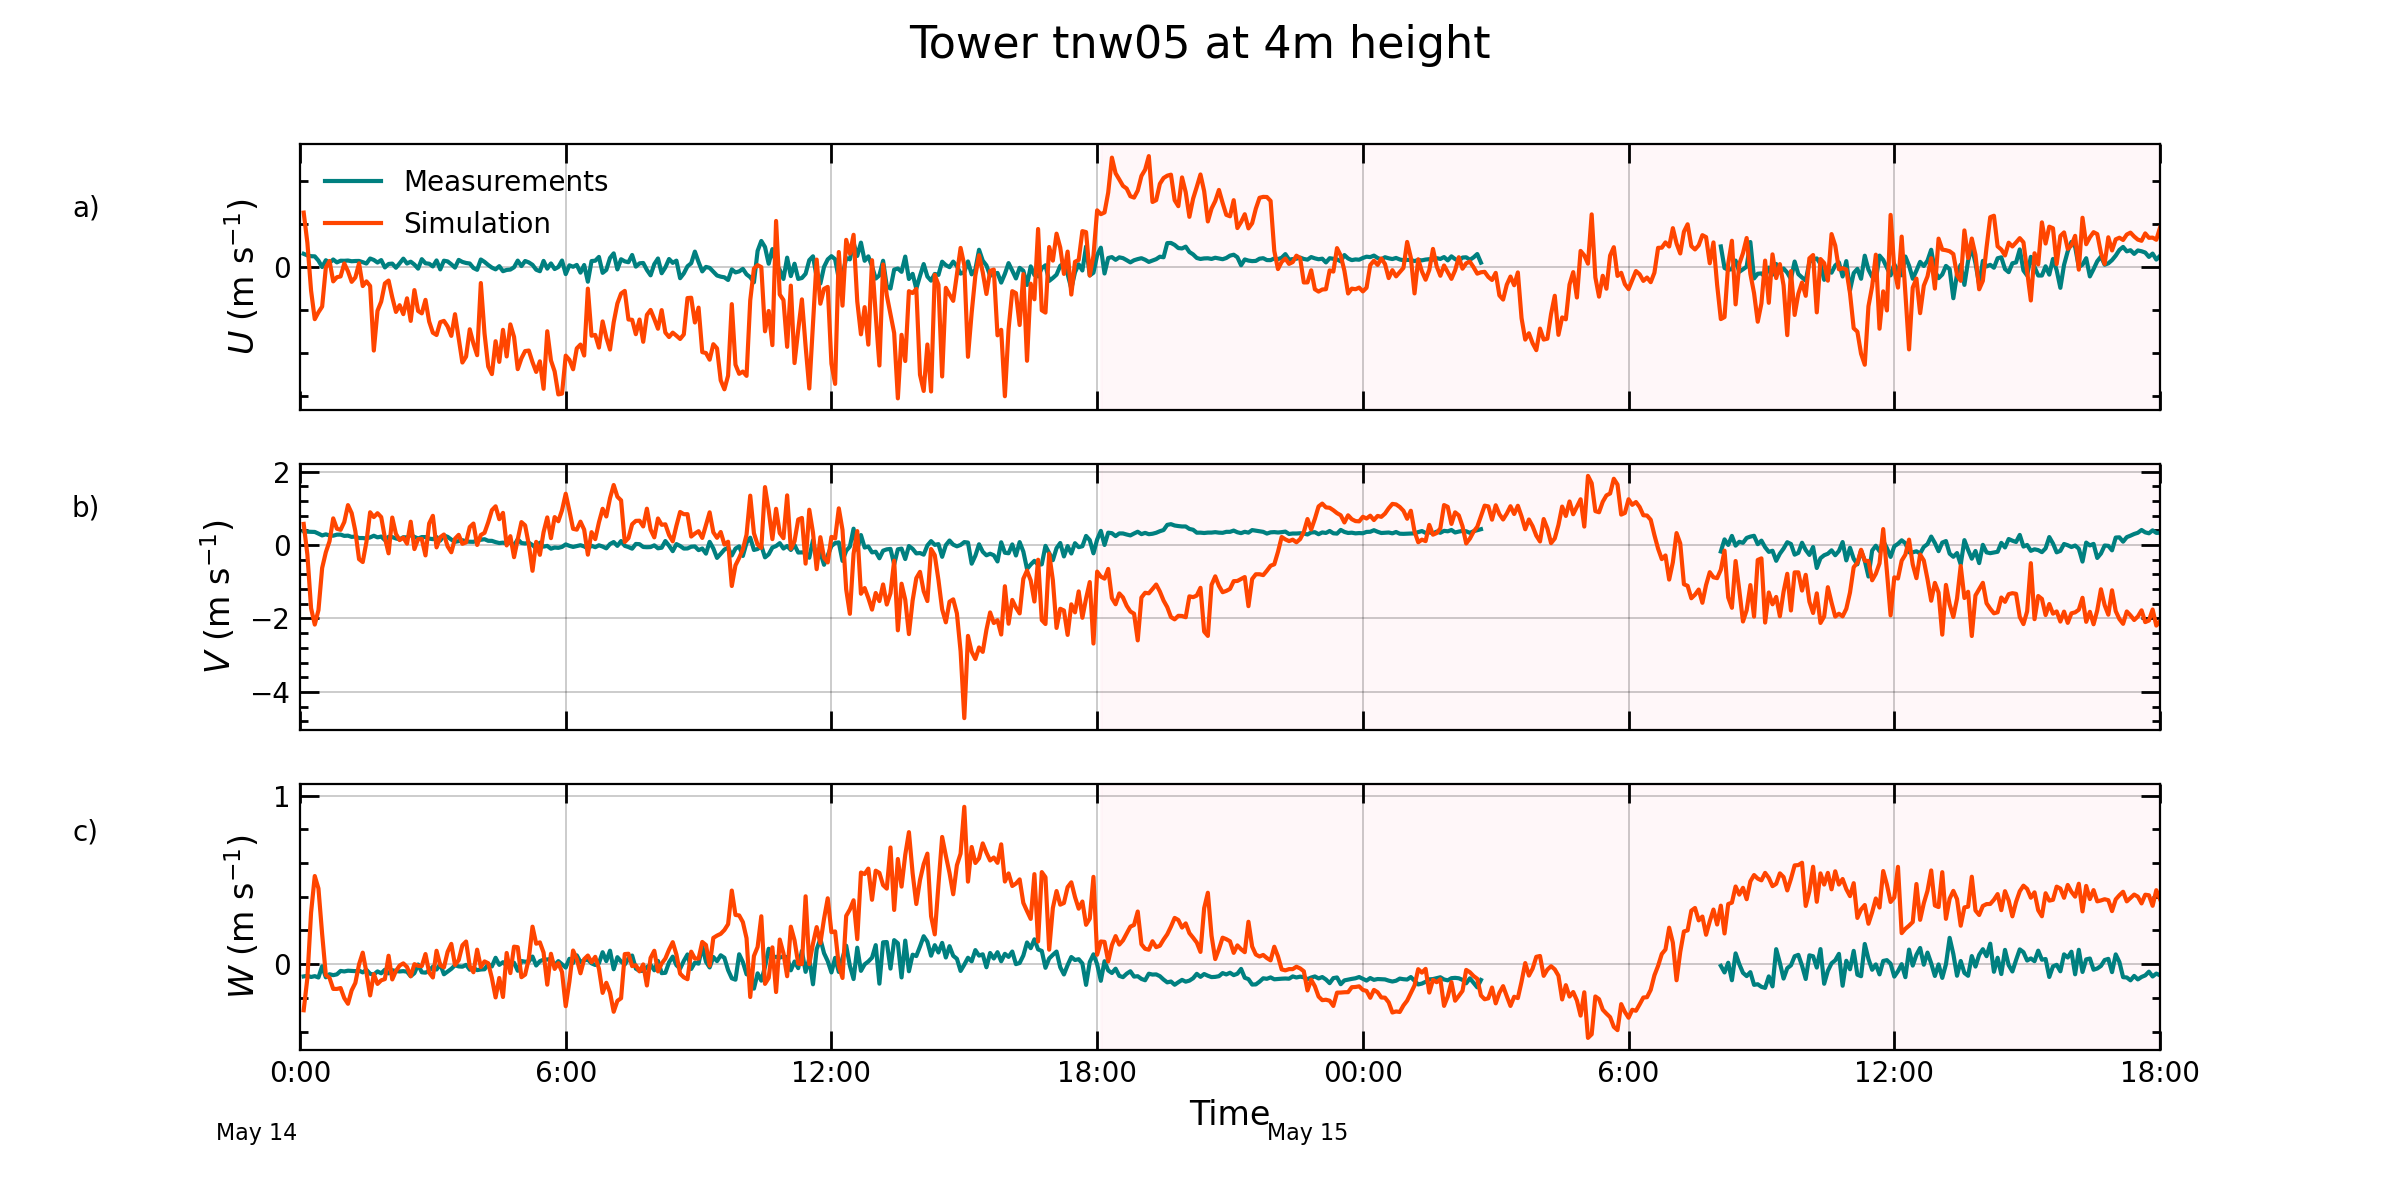 Tower tnw05 at 4m height
a)
U (m s⁻¹)
0
Measurements
Simulation
b)
V (m s⁻¹)
2
0
−2
−4
c)
W (m s⁻¹)
1
0
0:00 6:00 12:00 18:00 00:00 6:00 12:00 18:00
Time
May 14 May 15